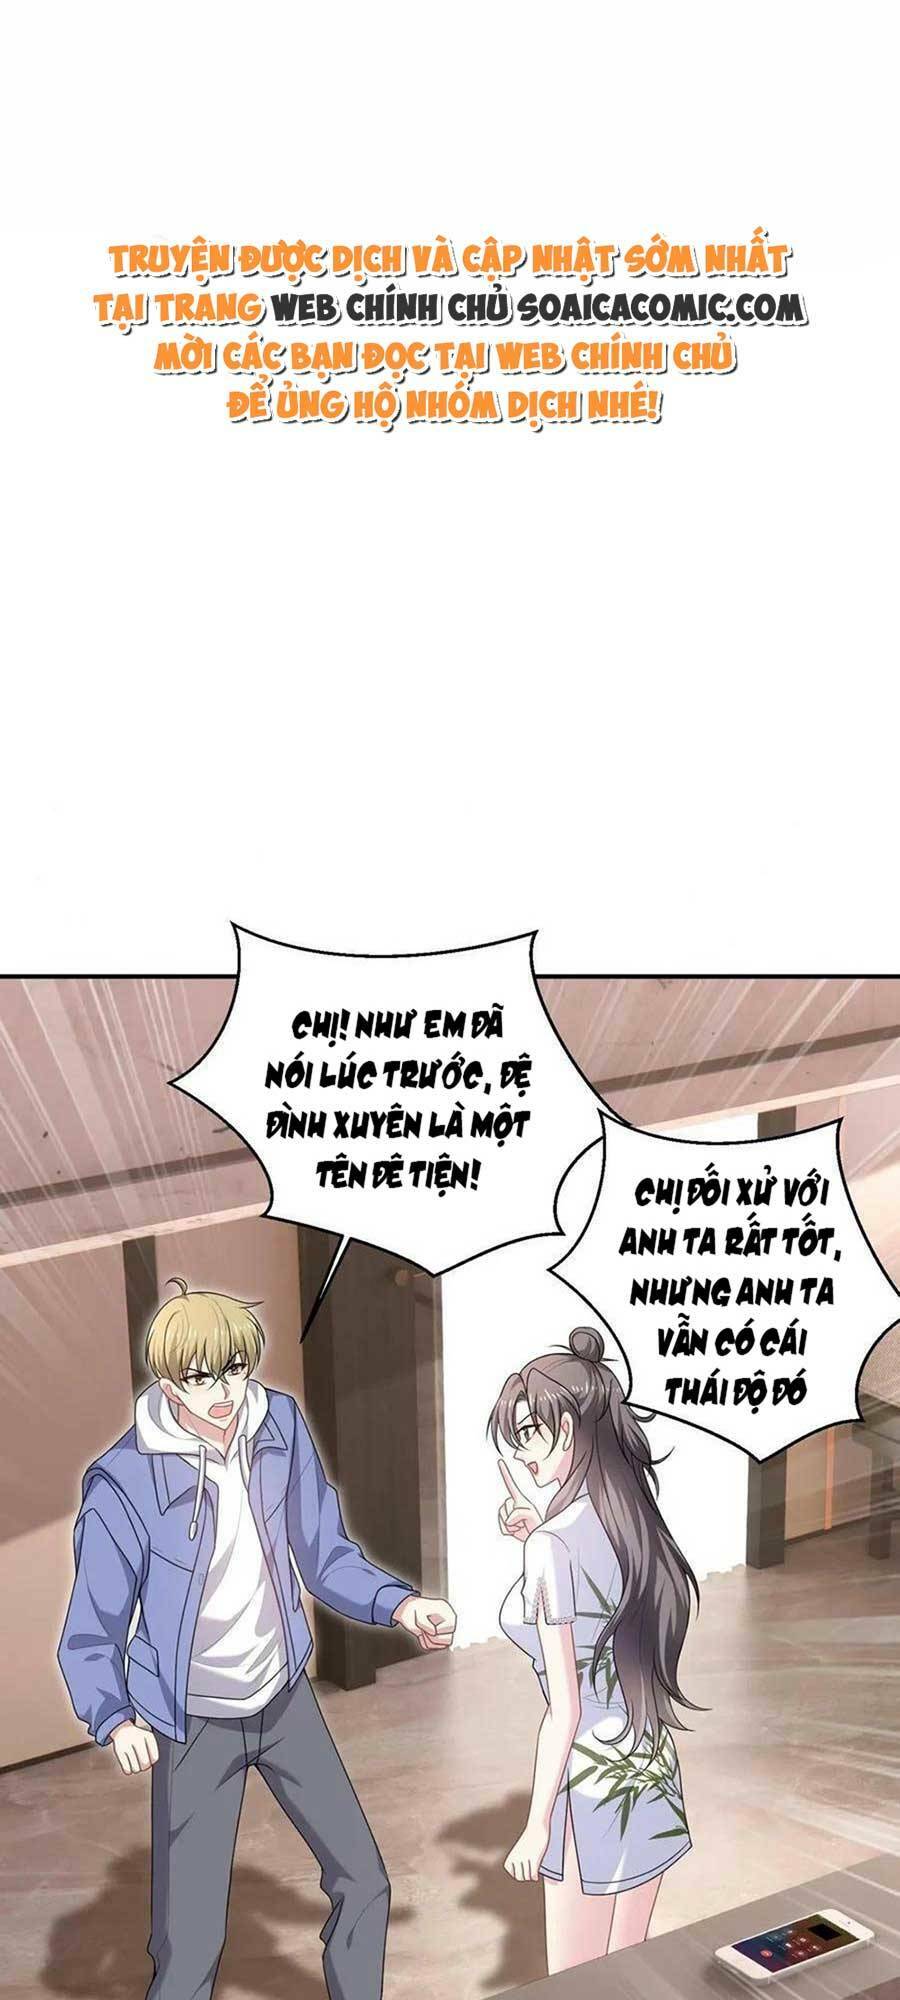 TRUYỆN ĐƯỢC DỊCH VÀ CẬP NHẬT SỚM NHẤT
TẠI TRANG WEB CHÍNH CHỦ SOAICACOMIC.COM
MỜI CÁC BẠN ĐỌC TẠI WEB CHÍNH CHỦ
ĐỂ ỦNG HỘ NHÓM DỊCH NHÉ!
CHỊ! NHƯ EM ĐÃ
NÓI LÚC TRƯỚC, ĐỆ
ĐÌNH XUYÊN LÀ MỘT
TÊN ĐÊ TIỆN!
CHỊ ĐỐI XỬ VỚI
ANH TA RẤT TỐT,
NHƯNG ANH TA
VẪN CÓ CÁI
THÁI ĐỘ ĐÓ